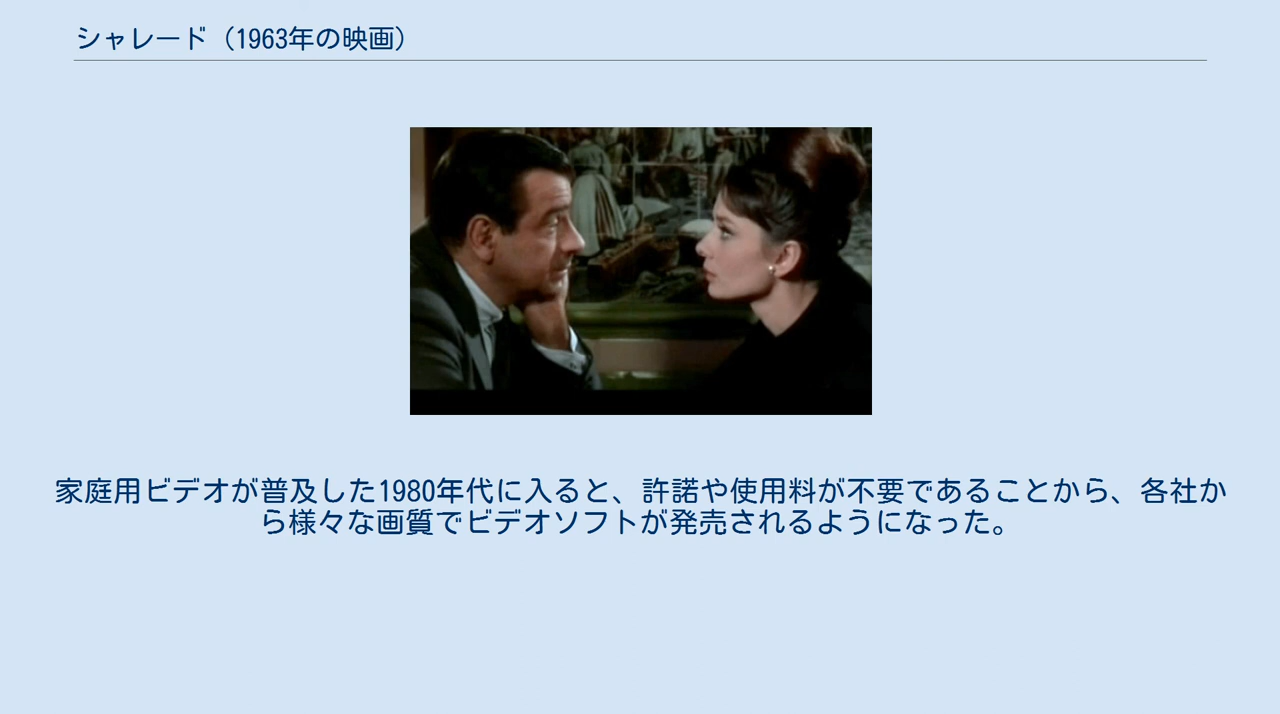 シャレード（1963年の映画）
家庭用ビデオが普及した1980年代に入ると、許諾や使用料が不要であることから、各社か
ら様々な画質でビデオソフトが発売されるようになった。